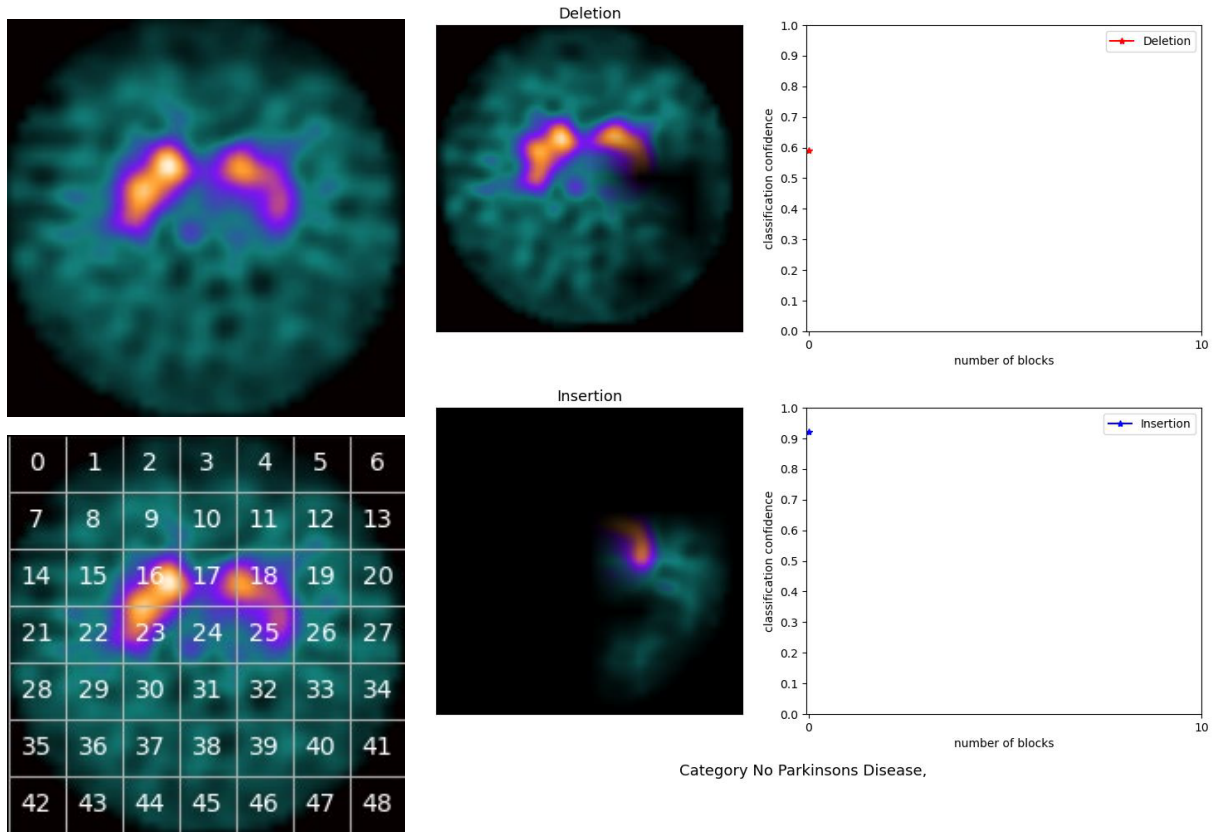 Deletion
1.0
0.9
0.8
0.7
0.6
0.5
0.4
0.3
0.2
0.1
0.0
classification confidence
Deletion
0
10
number of blocks
0 1 2 3 4 5 6
7 8 9 10 11 12 13
14 15 16 17 18 19 20
21 22 23 24 25 26 27
28 29 30 31 32 33 34
35 36 37 38 39 40 41
42 43 44 45 46 47 48
Insertion
1.0
0.9
0.8
0.7
0.6
0.5
0.4
0.3
0.2
0.1
0.0
classification confidence
Insertion
0
10
number of blocks
Category No Parkinsons Disease,